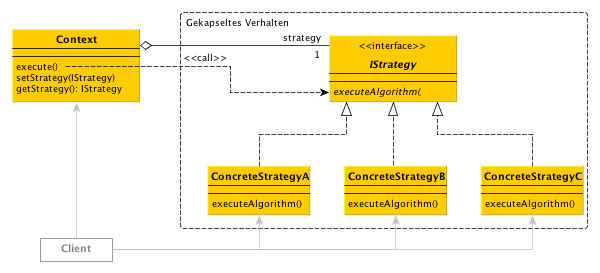 Gekapseltes Verhalten
Context
strategy
1
<<call>>
execute()
setStrategy(IStrategy)
getStrategy(): IStrategy
<<interface>>
IStrategy
executeAlgorithm(
ConcreteStrategyA
executeAlgorithm()
ConcreteStrategyB
executeAlgorithm()
ConcreteStrategyC
executeAlgorithm()
Client